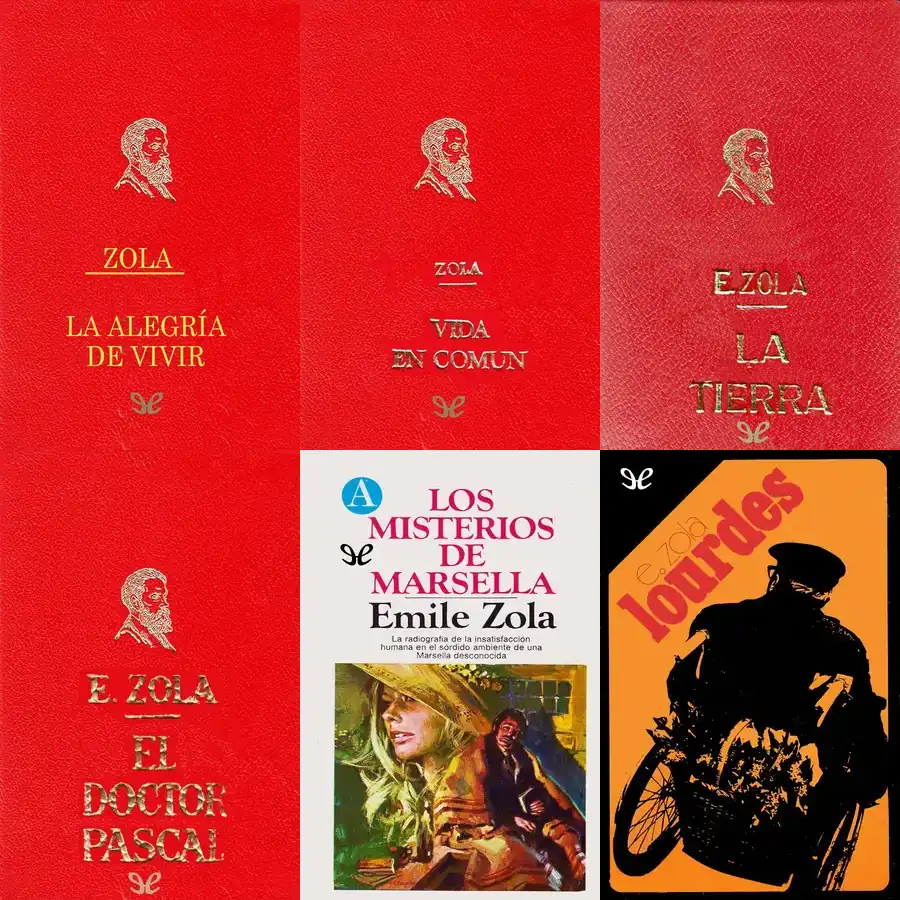 ZOLA
LA ALEGRÍA
DE VIVIR
ZOLA
VIDA
EN COMUN
E. ZOLA
LA
TIERRA
E. ZOLA
EL
DOCTOR
PASCAL
A
LOS
MISTERIOS
DE
MARSELLA
Emile Zola
La radiografia de la insatisfacción
humana en el sórdido ambiente de una
Marsella desconocida
e. zola
lourdes